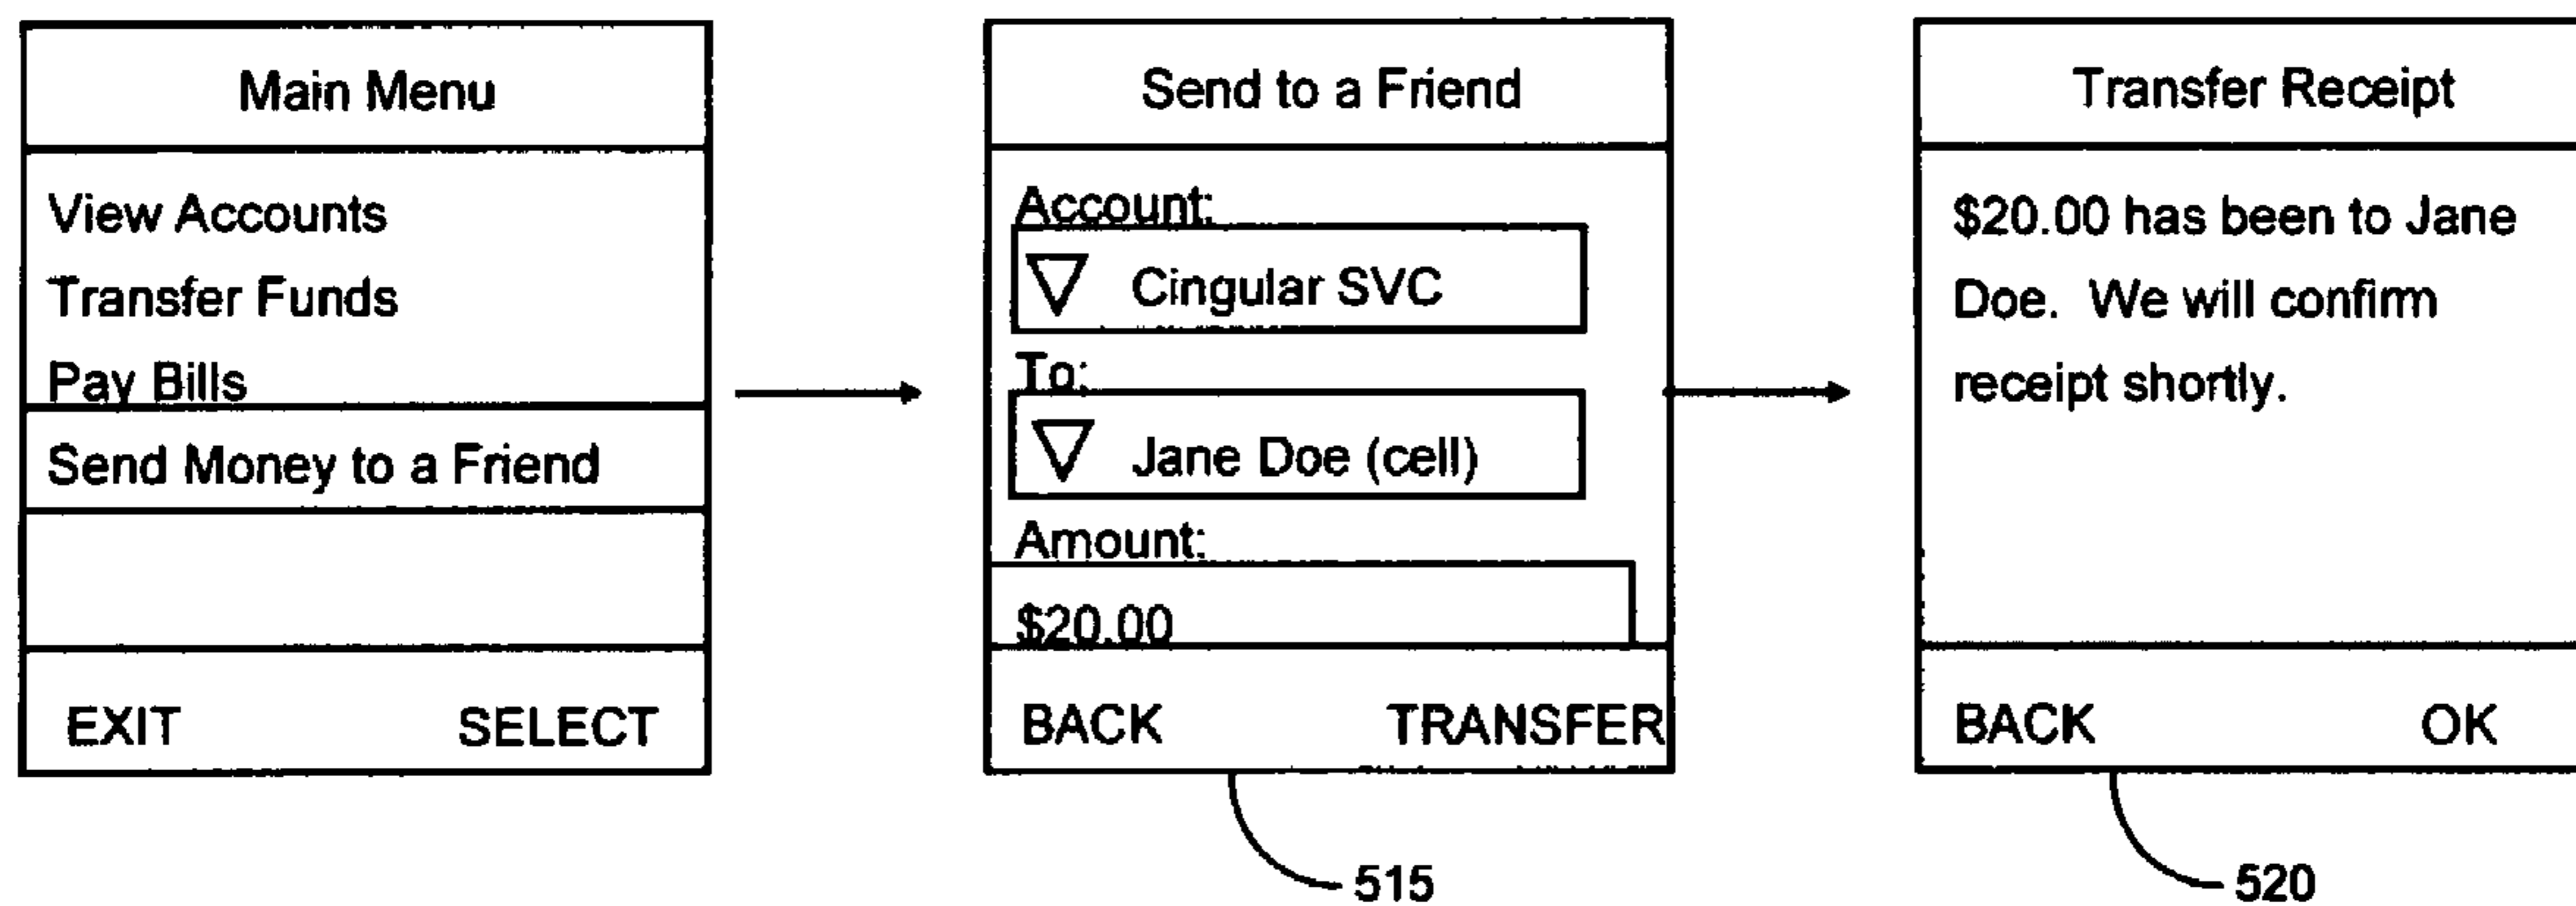 Main Menu
View Accounts
Transfer Funds
Pay Bills
Send Money to a Friend
EXIT
SELECT
Send to a Friend
Account:
Cingular SVC
To:
Jane Doe (cell)
Amount:
$20.00
BACK
TRANSFER
515
Transfer Receipt
$20.00 has been to Jane
Doe. We will confirm
receipt shortly.
BACK
OK
520